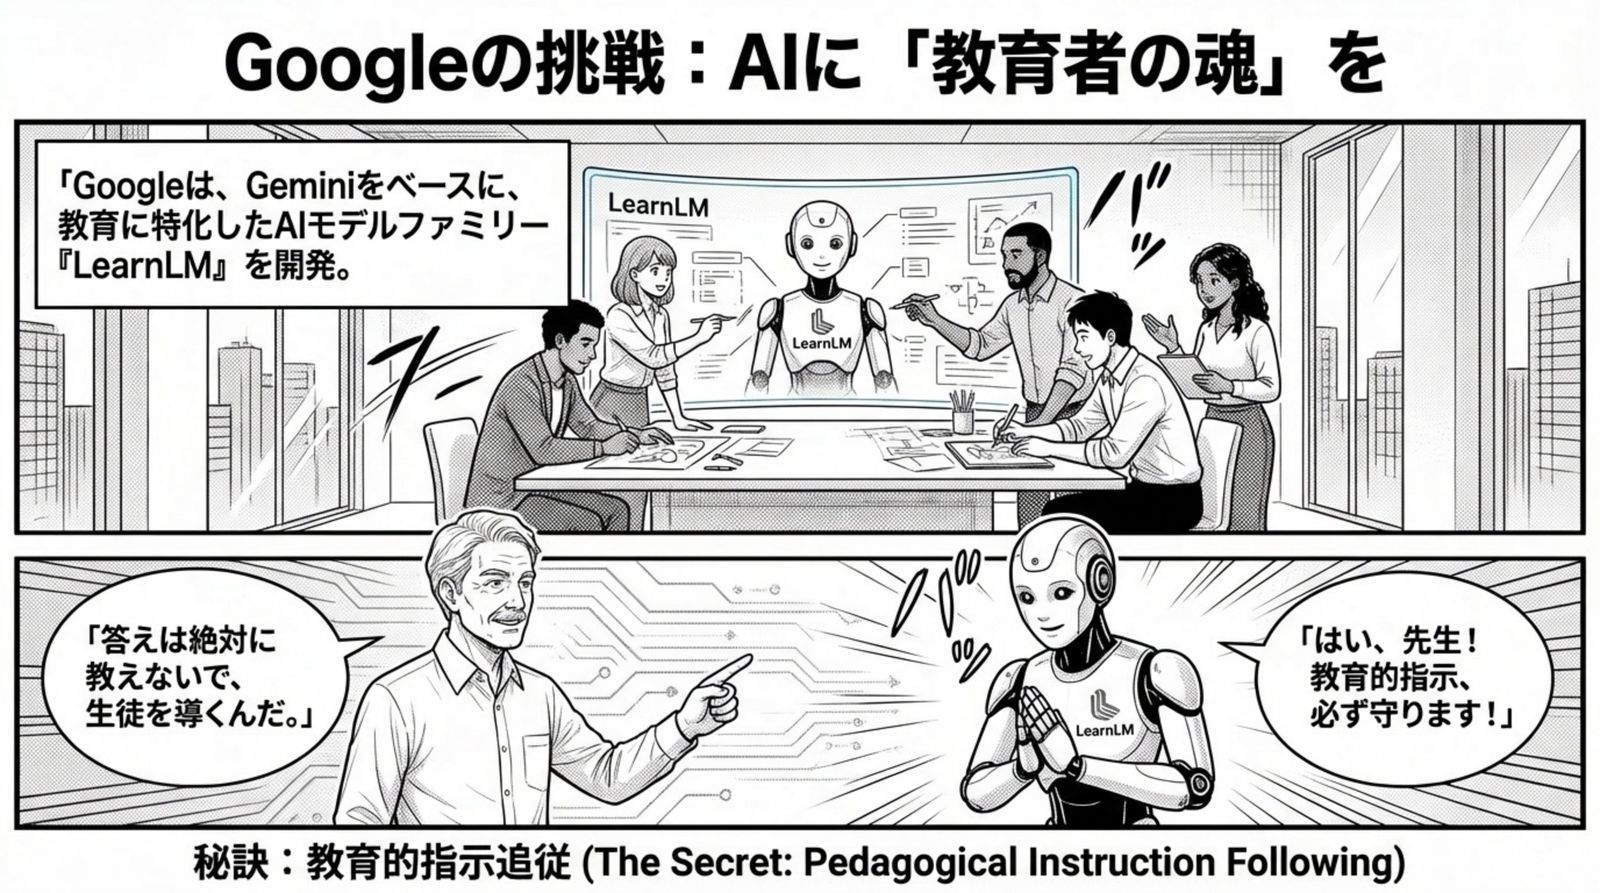 Googleの挑戦：AIに「教育者の魂」を
「Googleは、Geminiをベースに、
教育に特化したAIモデルファミリー
『LearnLM』を開発。
LearnLM
LearnLM
「答えは絶対に
教えないで、
生徒を導くんだ。」
「はい、先生！
教育的指示、
必ず守ります！」
LearnLM
秘訣：教育的指示追従 (The Secret: Pedagogical Instruction Following)